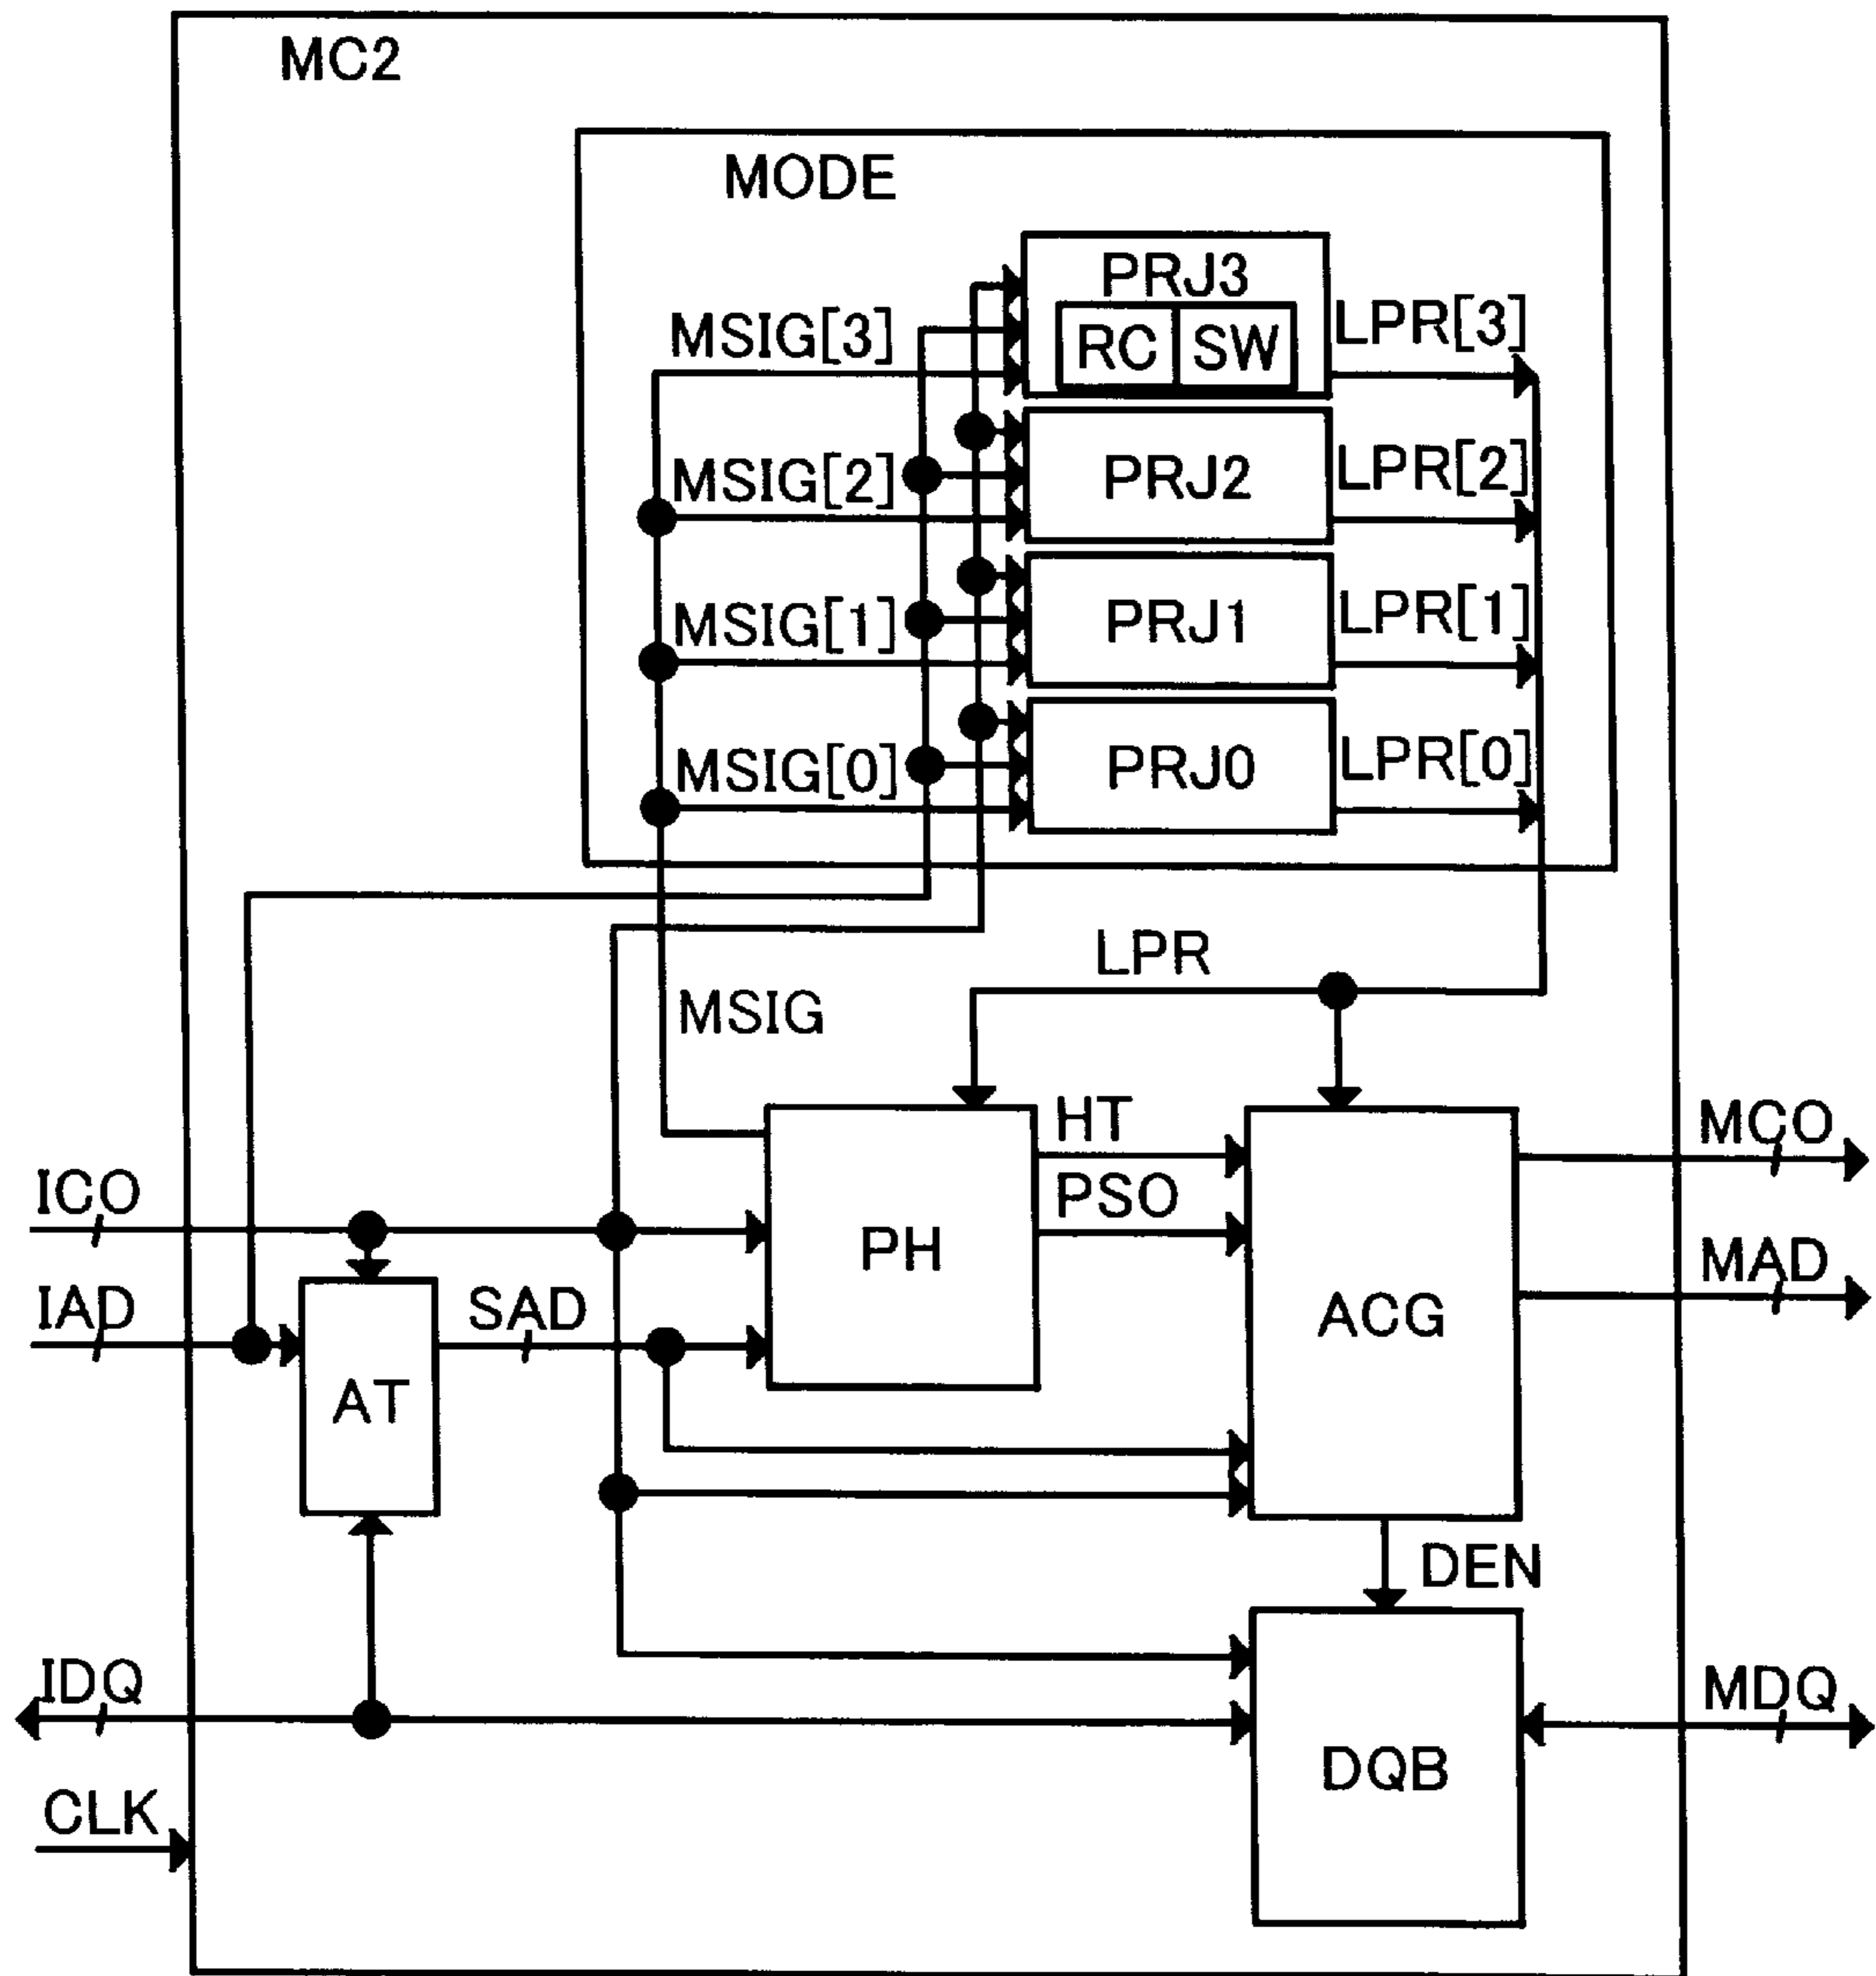 MC2
MODE
PRJ3
MSIG[3]
RC
SW
LPR[3]
MSIG[2]
PRJ2
LPR[2]
MSIG[1]
PRJ1
LPR[1]
MSIG[0]
PRJ0
LPR[0]
LPR
MSIG
HT
MCO
ICO
PSO
PH
MAD
IAD
SAD
ACG
AT
DEN
IDQ
MDQ
DQB
CLK